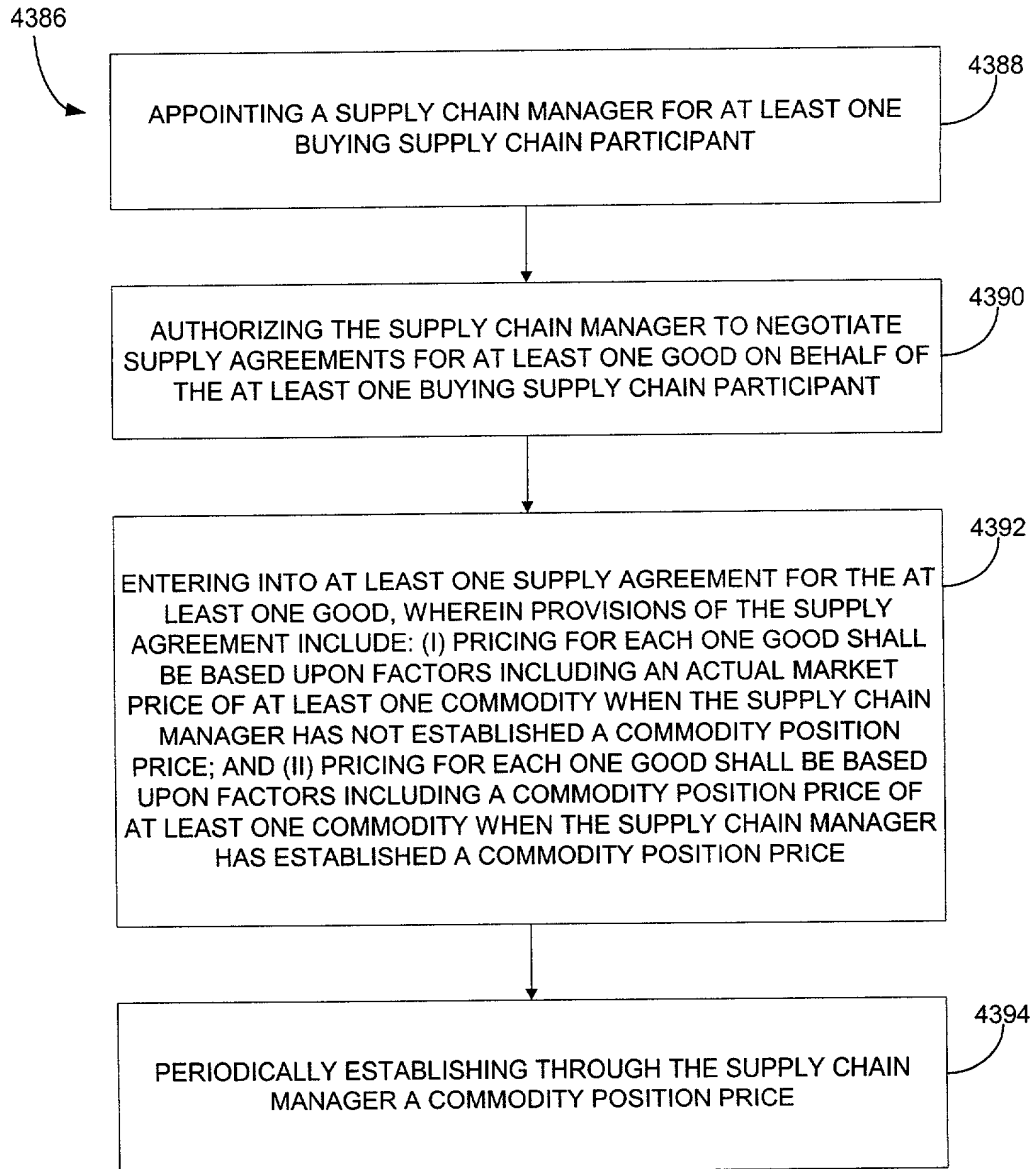 4386
4388
APPOINTING A SUPPLY CHAIN MANAGER FOR AT LEAST ONE
BUYING SUPPLY CHAIN PARTICIPANT
4390
AUTHORIZING THE SUPPLY CHAIN MANAGER TO NEGOTIATE
SUPPLY AGREEMENTS FOR AT LEAST ONE GOOD ON BEHALF OF
THE AT LEAST ONE BUYING SUPPLY CHAIN PARTICIPANT
4392
ENTERING INTO AT LEAST ONE SUPPLY AGREEMENT FOR THE AT
LEAST ONE GOOD, WHEREIN PROVISIONS OF THE SUPPLY
AGREEMENT INCLUDE: (I) PRICING FOR EACH ONE GOOD SHALL
BE BASED UPON FACTORS INCLUDING AN ACTUAL MARKET
PRICE OF AT LEAST ONE COMMODITY WHEN THE SUPPLY CHAIN
MANAGER HAS NOT ESTABLISHED A COMMODITY POSITION
PRICE; AND (II) PRICING FOR EACH ONE GOOD SHALL BE BASED
UPON FACTORS INCLUDING A COMMODITY POSITION PRICE OF
AT LEAST ONE COMMODITY WHEN THE SUPPLY CHAIN MANAGER
HAS ESTABLISHED A COMMODITY POSITION PRICE
4394
PERIODICALLY ESTABLISHING THROUGH THE SUPPLY CHAIN
MANAGER A COMMODITY POSITION PRICE